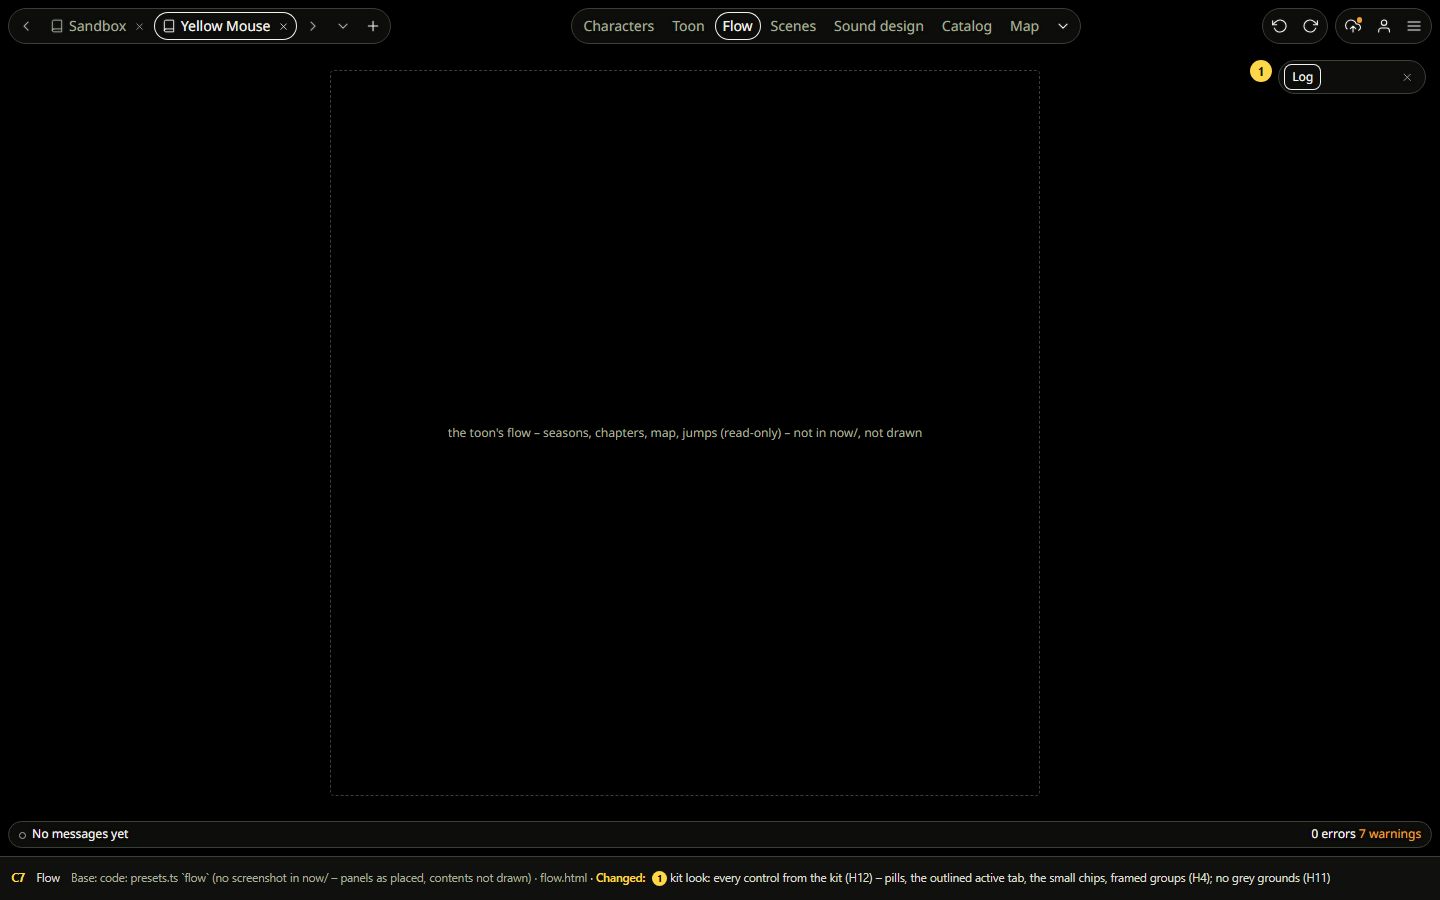 Sandbox Yellow Mouse Characters Toon Flow Scenes Sound design Catalog Map
1 Log
the toon's flow – seasons, chapters, map, jumps (read-only) – not in now/, not drawn
No messages yet 0 errors 7 warnings
C7 Flow Base: code: presets.ts `flow` (no screenshot in now/ – panels as placed, contents not drawn) · flow.html · Changed: 1 kit look: every control from the kit (H12) – pills, the outlined active tab, the small chips, framed groups (H4); no grey grounds (H11)